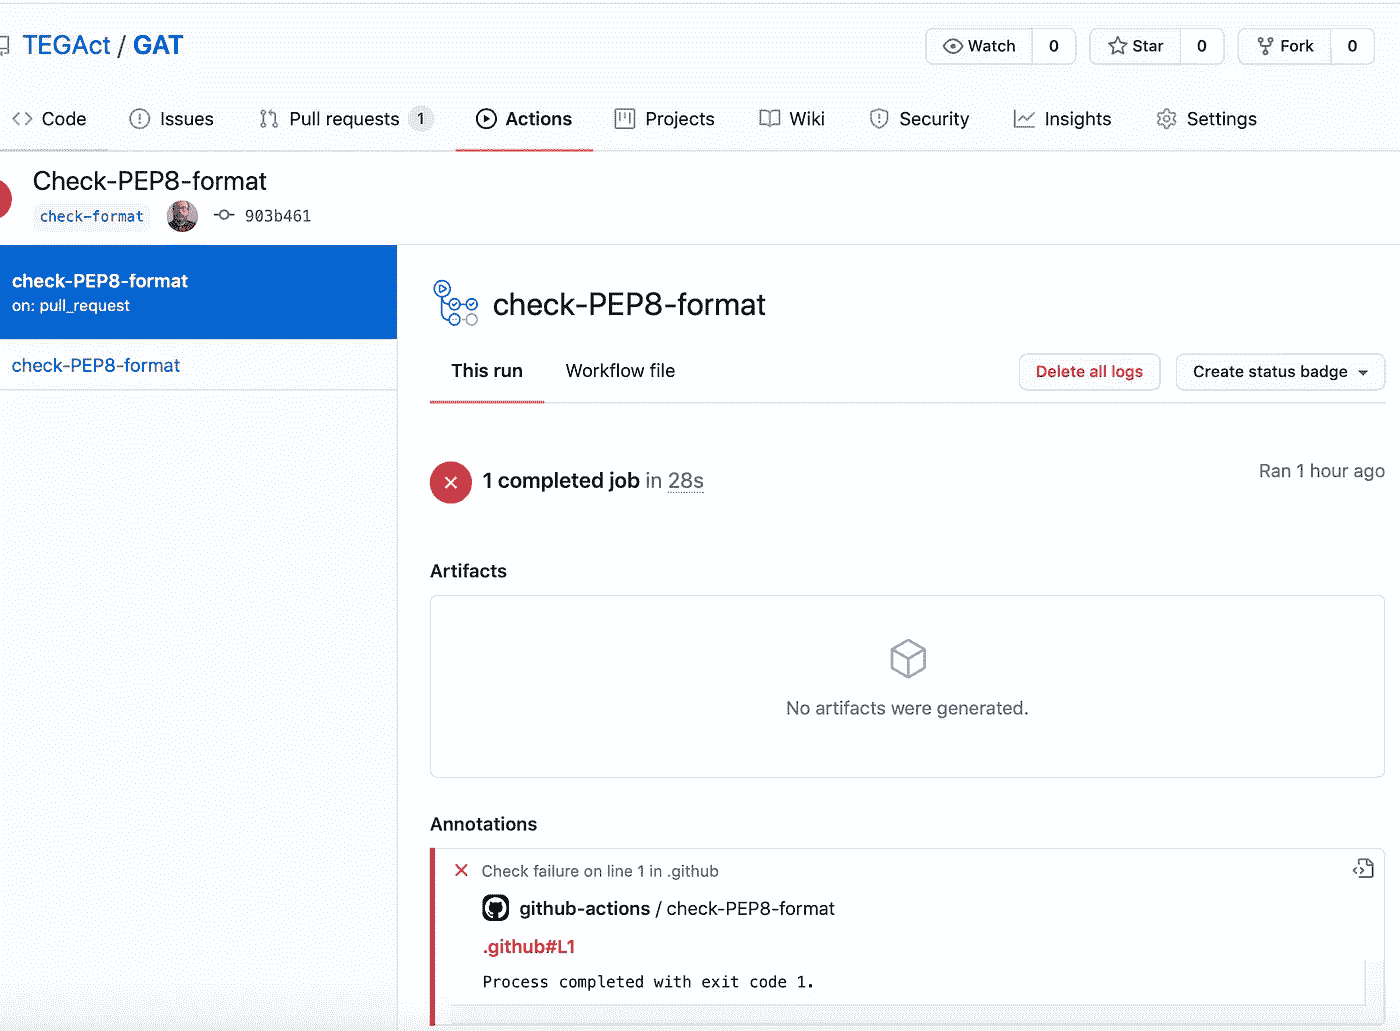 TEGAct / GAT
Watch 0 Star 0 Fork 0
Code Issues Pull requests 1 Actions Projects Wiki Security Insights Settings
Check-PEP8-format
check-format 903b461
check-PEP8-format
on: pull_request
check-PEP8-format
check-PEP8-format
This run Workflow file Delete all logs Create status badge
1 completed job in 28s Ran 1 hour ago
Artifacts
No artifacts were generated.
Annotations
Check failure on line 1 in .github
github-actions / check-PEP8-format
.github#L1
Process completed with exit code 1.